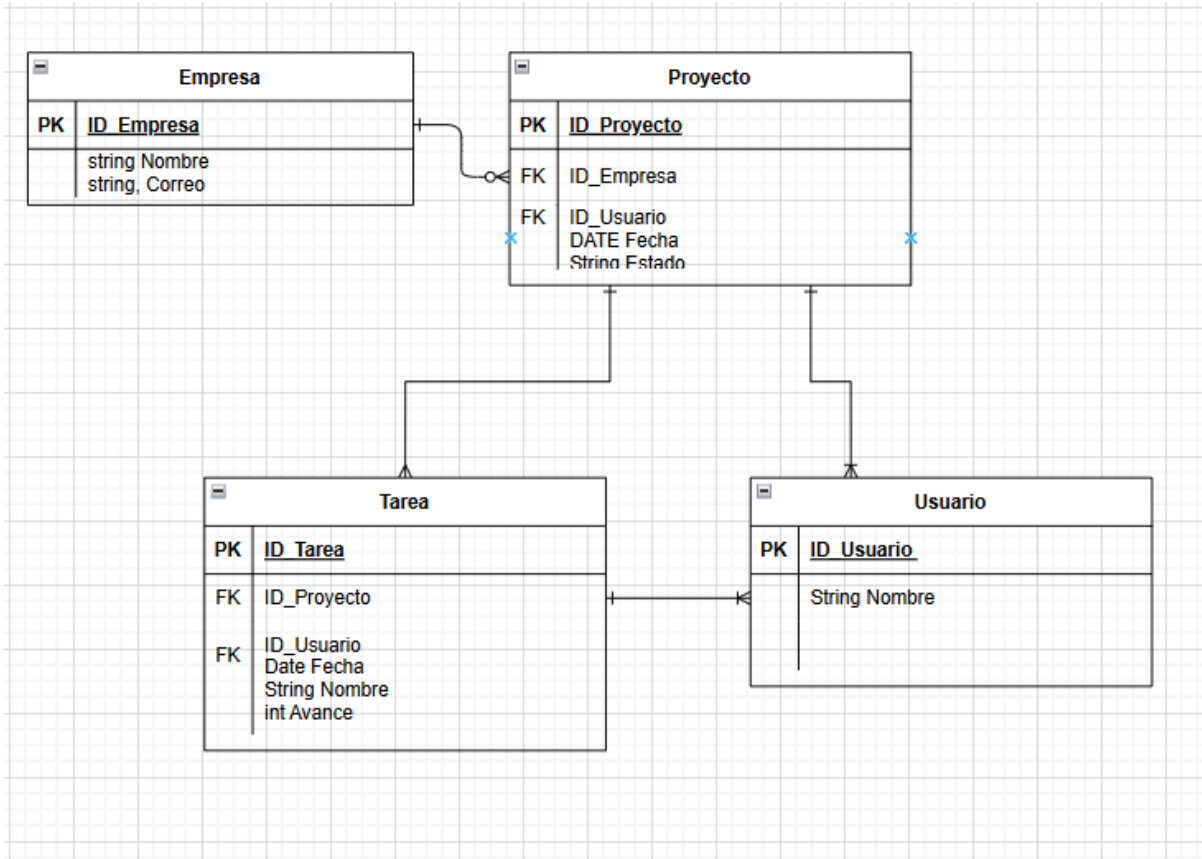 Empresa
PK ID_Empresa
string Nombre
string, Correo
Proyecto
PK ID_Proyecto
FK ID_Empresa
FK ID_Usuario
DATE Fecha
String Estado
Tarea
PK ID_Tarea
FK ID_Proyecto
FK ID_Usuario
Date Fecha
String Nombre
int Avance
Usuario
PK ID_Usuario
String Nombre